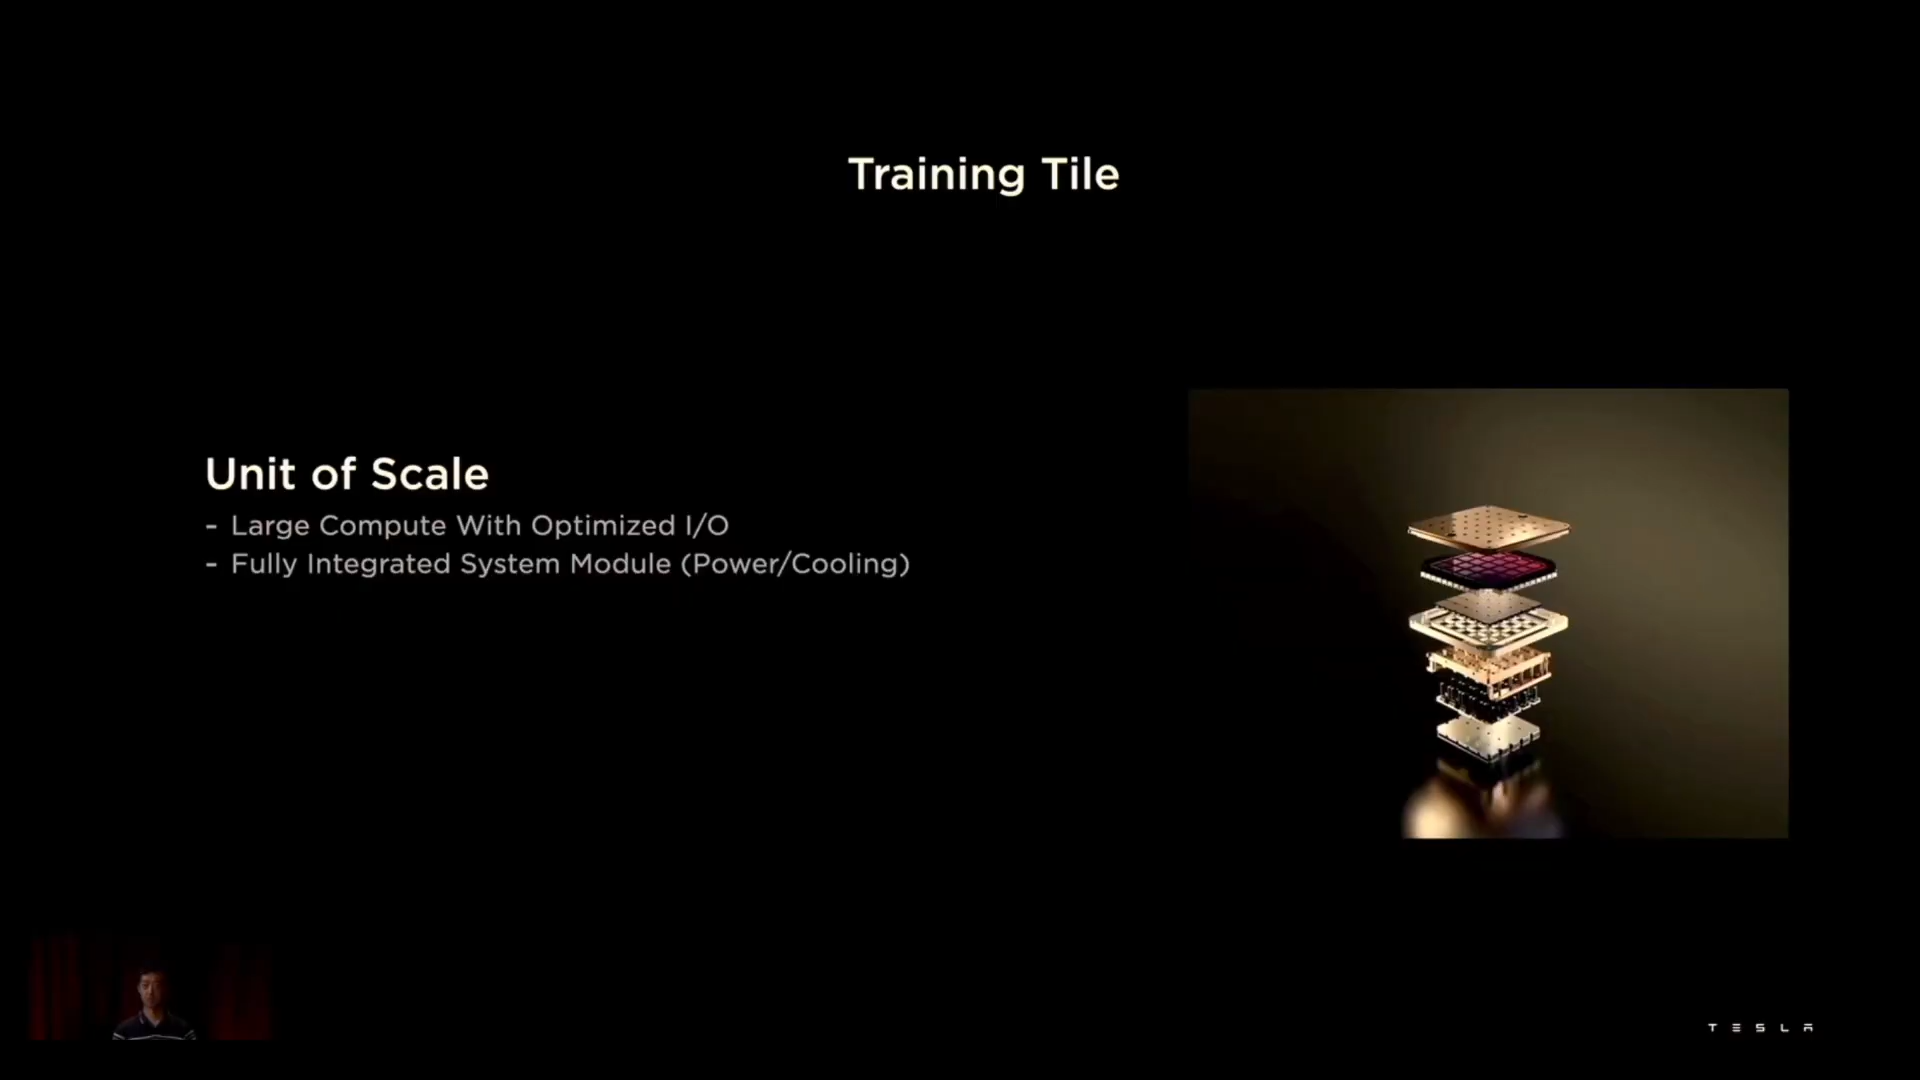 Training Tile
Unit of Scale
- Large Compute With Optimized I/O
- Fully Integrated System Module (Power/Cooling)
TESLA